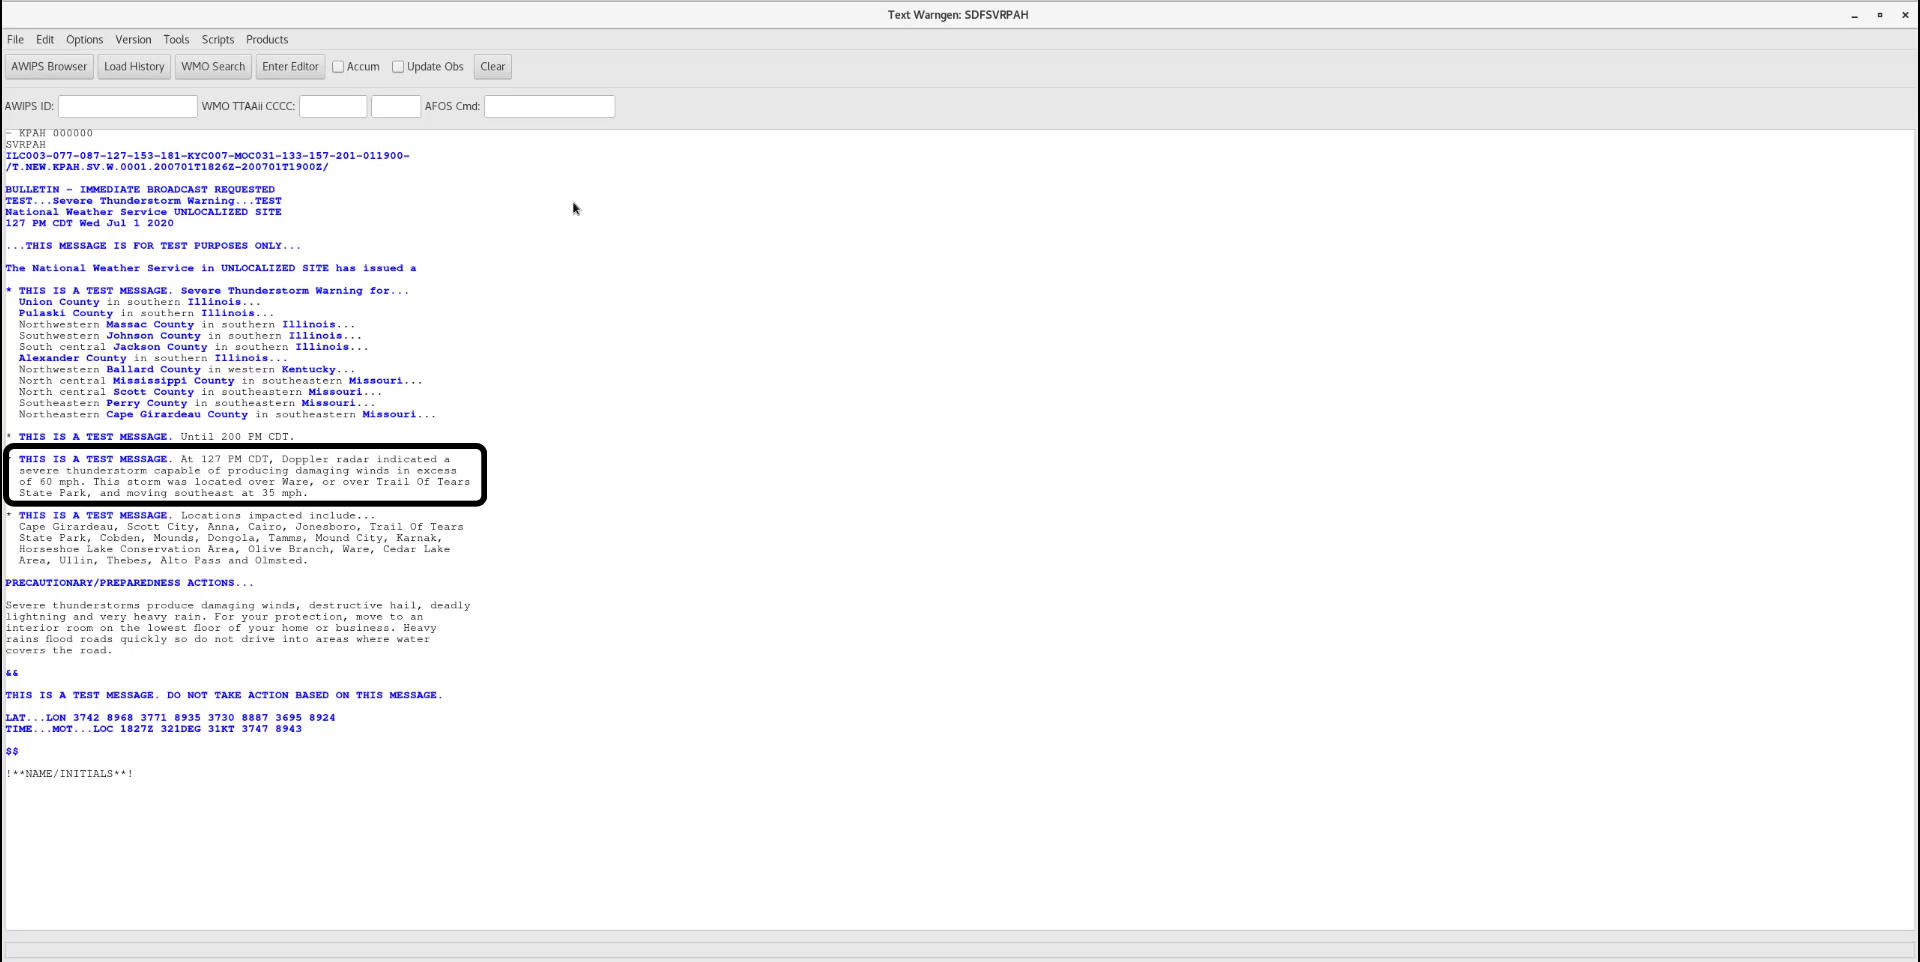 Text Warngen: SDFSVRPAH
File Edit Options Version Tools Scripts Products
AWIPS Browser Load History WMO Search Enter Editor Accum Update Obs Clear
AWIPS ID: WMO TTAAii CCCC: AFOS Cmd:
- KPAH 000000
SVRPAH
ILC003-077-087-127-153-181-KYC007-MOC031-133-157-201-011900-
/T.NEW.KPAH.SV.W.0001.200701T1826Z-200701T1900Z/
BULLETIN - IMMEDIATE BROADCAST REQUESTED
TEST...Severe Thunderstorm Warning...TEST
National Weather Service UNLOCALIZED SITE
127 PM CDT Wed Jul 1 2020
...THIS MESSAGE IS FOR TEST PURPOSES ONLY...
The National Weather Service in UNLOCALIZED SITE has issued a
* THIS IS A TEST MESSAGE. Severe Thunderstorm Warning for...
Union County in southern Illinois...
Pulaski County in southern Illinois...
Northwestern Massac County in southern Illinois...
Southwestern Johnson County in southern Illinois...
South central Jackson County in southern Illinois...
Alexander County in southern Illinois...
Northwestern Ballard County in western Kentucky...
North central Mississippi County in southeastern Missouri...
North central Scott County in southeastern Missouri...
Southeastern Perry County in southeastern Missouri...
Northeastern Cape Girardeau County in southeastern Missouri...
* THIS IS A TEST MESSAGE. Until 200 PM CDT.
* THIS IS A TEST MESSAGE. At 127 PM CDT, Doppler radar indicated a
severe thunderstorm capable of producing damaging winds in excess
of 60 mph. This storm was located over Ware, or over Trail Of Tears
State Park, and moving southeast at 35 mph.
* THIS IS A TEST MESSAGE. Locations impacted include...
Cape Girardeau, Scott City, Anna, Cairo, Jonesboro, Trail Of Tears
State Park, Cobden, Mounds, Dongola, Tamms, Mound City, Karnak,
Horseshoe Lake Conservation Area, Olive Branch, Ware, Cedar Lake
Area, Ullin, Thebes, Alto Pass and Olmsted.
PRECAUTIONARY/PREPAREDNESS ACTIONS...
Severe thunderstorms produce damaging winds, destructive hail, deadly
lightning and very heavy rain. For your protection, move to an
interior room on the lowest floor of your home or business. Heavy
rains flood roads quickly so do not drive into areas where water
covers the road.
&&
THIS IS A TEST MESSAGE. DO NOT TAKE ACTION BASED ON THIS MESSAGE.
LAT...LON 3742 8968 3771 8935 3730 8887 3695 8924
TIME...MOT...LOC 1827Z 321DEG 31KT 3747 8943
$$
!**NAME/INITIALS**!